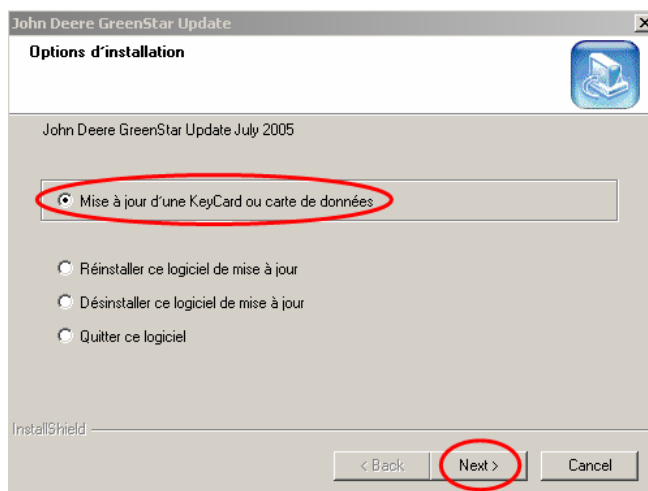 John Deere GreenStar Update
Options d'installation
John Deere GreenStar Update July 2005
Mise à jour d'une KeyCard ou carte de données
Réinstaller ce logiciel de mise à jour
Désinstaller ce logiciel de mise à jour
Quitter ce logiciel
InstallShield
< Back Next > Cancel